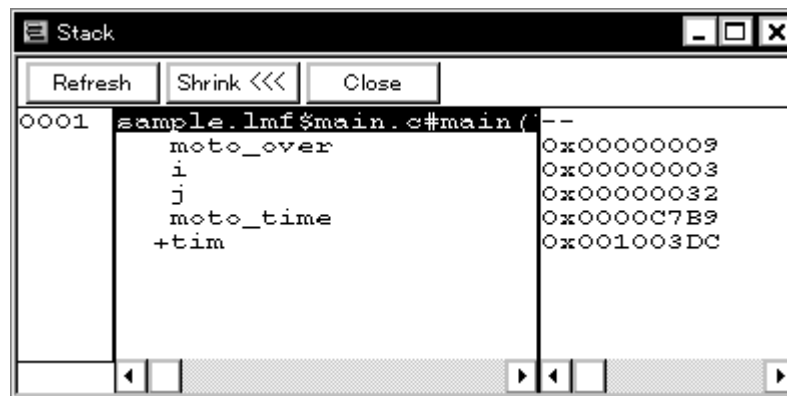 Stack
Refresh Shrink <<< Close
0001 sample.lmf$main.c#main( --
moto_over 0x00000009
i 0x00000003
j 0x00000032
moto_time 0x0000C7B9
+tim 0x001003DC